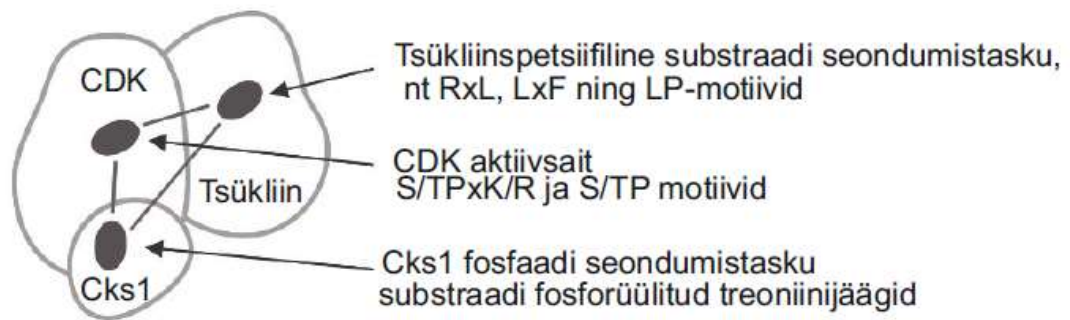 CDK
Tsükliin
Cks1
Tsükliinspetsiifiline substraadi seondumistasku,
nt RxL, LxF ning LP-motiivid
CDK aktiivsait
S/TPxK/R ja S/TP motiivid
Cks1 fosfaadi seondumistasku
substraadi fosforüülitud treoniinijäägid